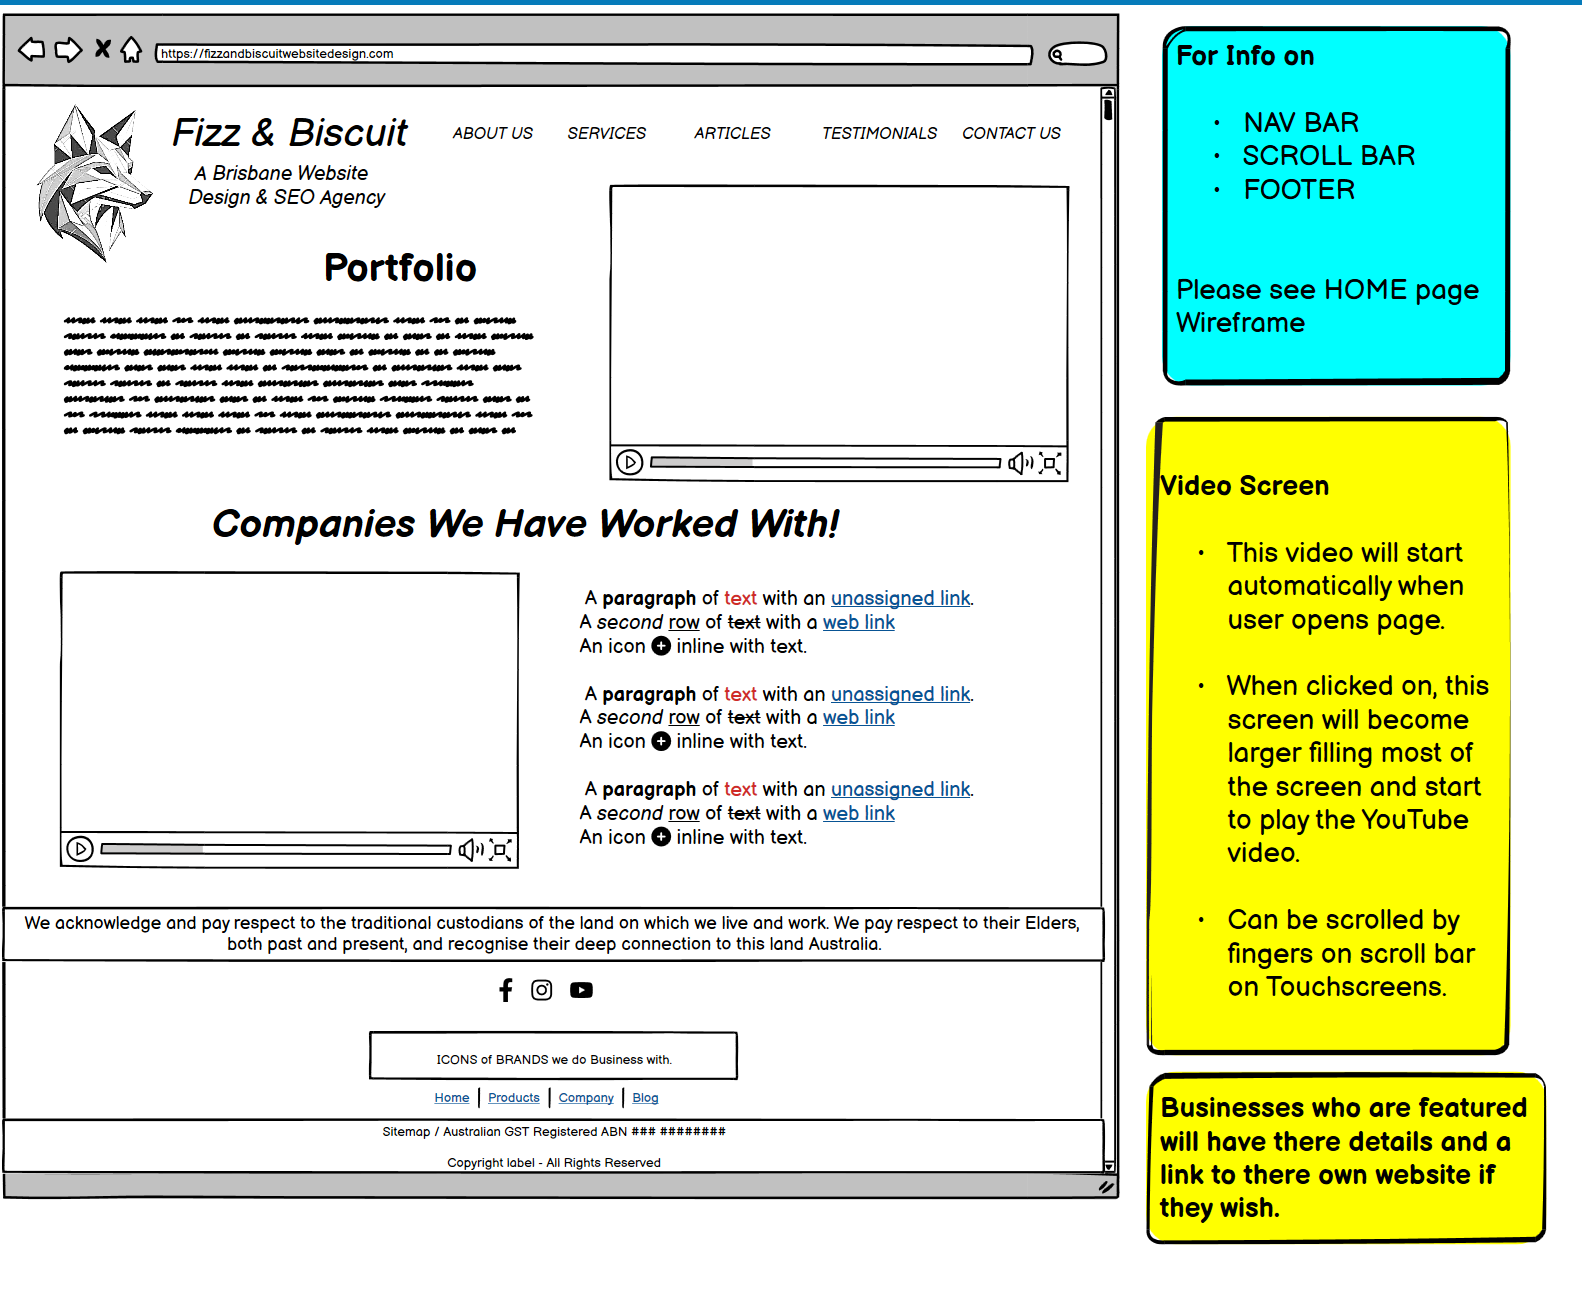 https://fizzandbiscuitwebsitedesign.com
Fizz & Biscuit
A Brisbane Website
Design & SEO Agency
ABOUT US
SERVICES
ARTICLES
TESTIMONIALS
CONTACT US
Portfolio
Companies We Have Worked With!
A paragraph of text with an unassigned link.
A second row of text with a web link
An icon inline with text.
A paragraph of text with an unassigned link.
A second row of text with a web link
An icon inline with text.
A paragraph of text with an unassigned link.
A second row of text with a web link
An icon inline with text.
We acknowledge and pay respect to the traditional custodians of the land on which we live and work. We pay respect to their Elders,
both past and present, and recognise their deep connection to this land Australia.
ICONS of BRANDS we do Business with.
Home | Products | Company | Blog
Sitemap / Australian GST Registered ABN ### ########
Copyright label - All Rights Reserved
For Info on
• NAV BAR
• SCROLL BAR
• FOOTER
Please see HOME page
Wireframe
Video Screen
• This video will start
automatically when
user opens page.
• When clicked on, this
screen will become
larger filling most of
the screen and start
to play the YouTube
video.
• Can be scrolled by
fingers on scroll bar
on Touchscreens.
Businesses who are featured
will have there details and a
link to there own website if
they wish.